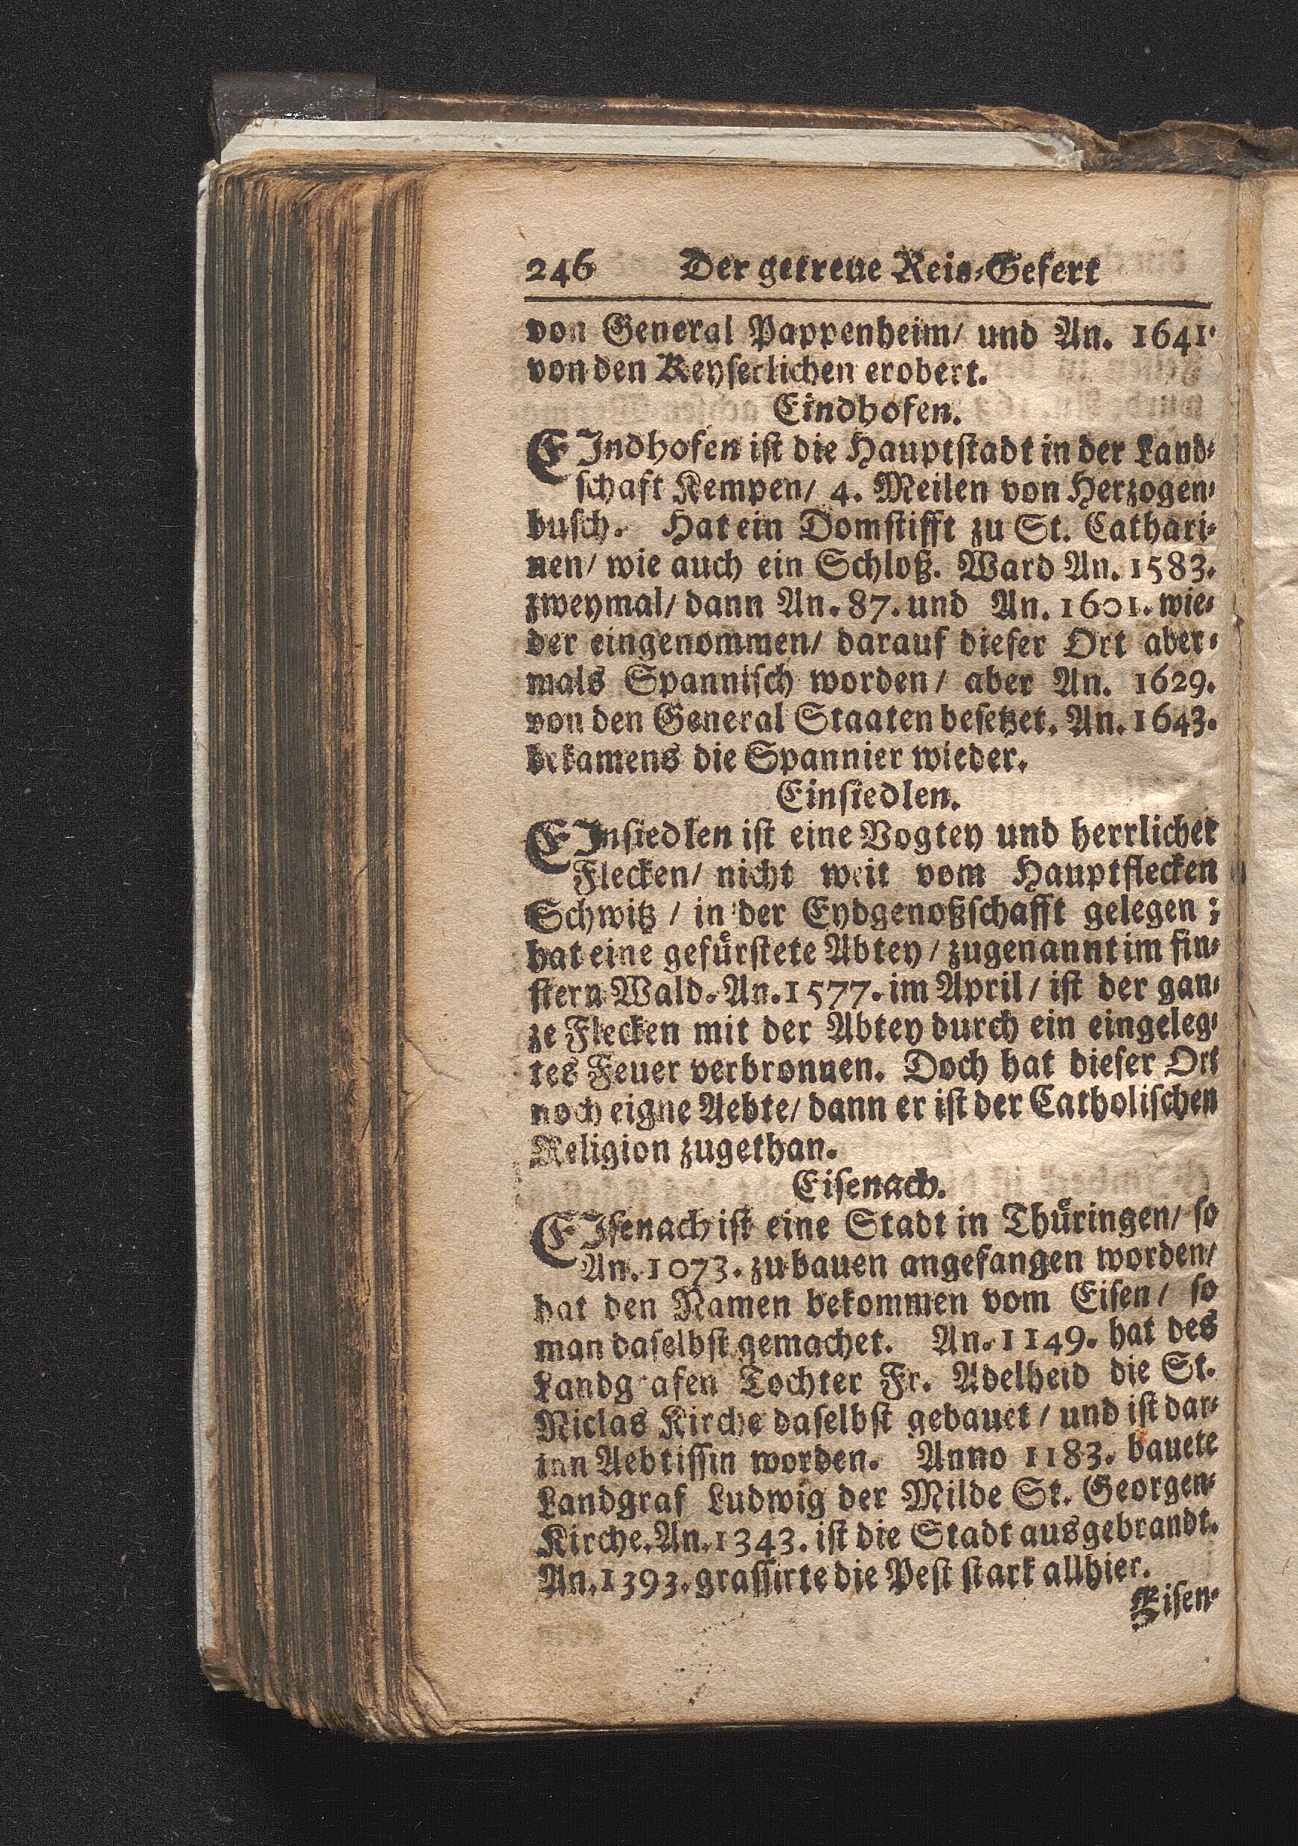 246 Der getreue Reis-Gefert
von General Pappenheim/ und An. 1641.
von den Keyserlichen erobert.
Eindhofen.
EIndhofen ist die Hauptstadt in der Land-
schaft Kempen/ 4. Meilen von Herzogen-
busch. Hat ein Domstifft zu St. Cathari-
nen/ wie auch ein Schloß. Ward An. 1583.
zweymal/ dann An. 87. und An. 1601. wie-
der eingenommen/ darauf dieser Ort aber-
mals Spannisch worden/ aber An. 1629.
von den General Staaten besetzet. An. 1643.
bekamens die Spannier wieder.
Einsiedlen.
EInsiedlen ist eine Vogtey und herrlicher
Flecken/ nicht weit vom Hauptflecken
Schwitz / in der Eydgenoßschafft gelegen;
hat eine gefürstete Abtey / zugenannt im fin-
stern Wald. An. 1577. im April / ist der gan-
ze Flecken mit der Abtey durch ein eingeleg-
tes Feuer verbronnen. Doch hat dieser Ort
noch eigne Aebte/ dann er ist der Catholischen
Religion zugethan.
Eisenach.
EIsenach ist eine Stadt in Thüringen/ so
An. 1073. zu bauen angefangen worden/
hat den Namen bekommen vom Eisen / so
man daselbst gemachet. An. 1149. hat des
Landgrafen Tochter Fr. Adelheid die St.
Niclas Kirche daselbst gebauet / und ist dar-
inn Aebtissin worden. Anno 1183. bauete
Landgraf Ludwig der Milde St. Georgen-
Kirche. An. 1343. ist die Stadt ausgebrandt.
An. 1393. grassirte die Pest stark allhier.
Eisen-